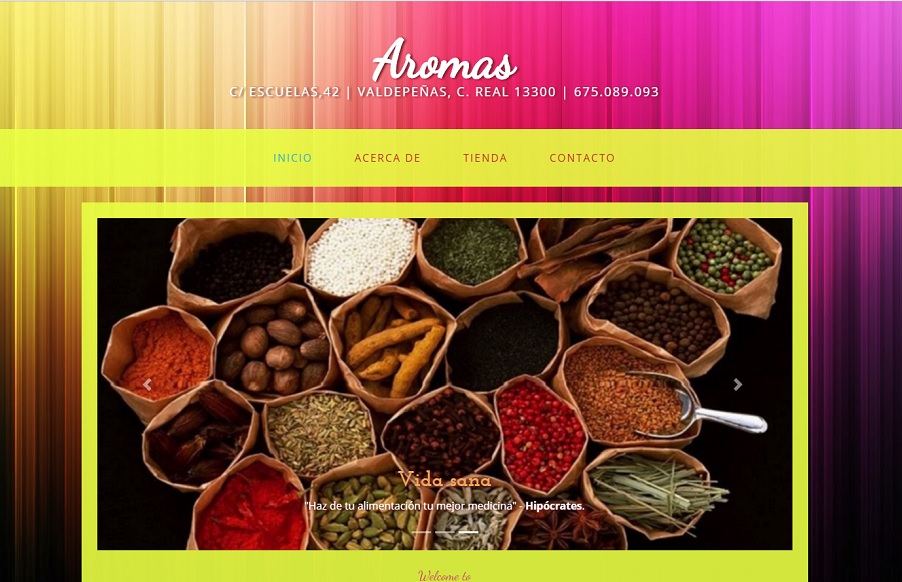 Aromas
C/ ESCUELAS,42 | VALDEPEÑAS, C. REAL 13300 | 675.089.093
INICIO ACERCA DE TIENDA CONTACTO
Vida sana
"Haz de tu alimentación tu mejor medicina" - Hipócrates.
Welcome to